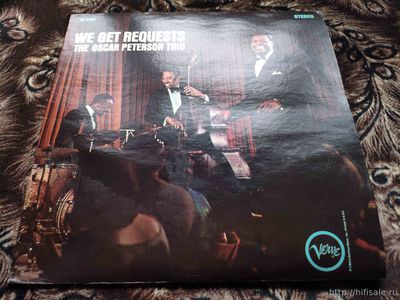 STEREO
WE GET REQUESTS
THE OSCAR PETERSON TRIO
Verve
http://hifisale.ru